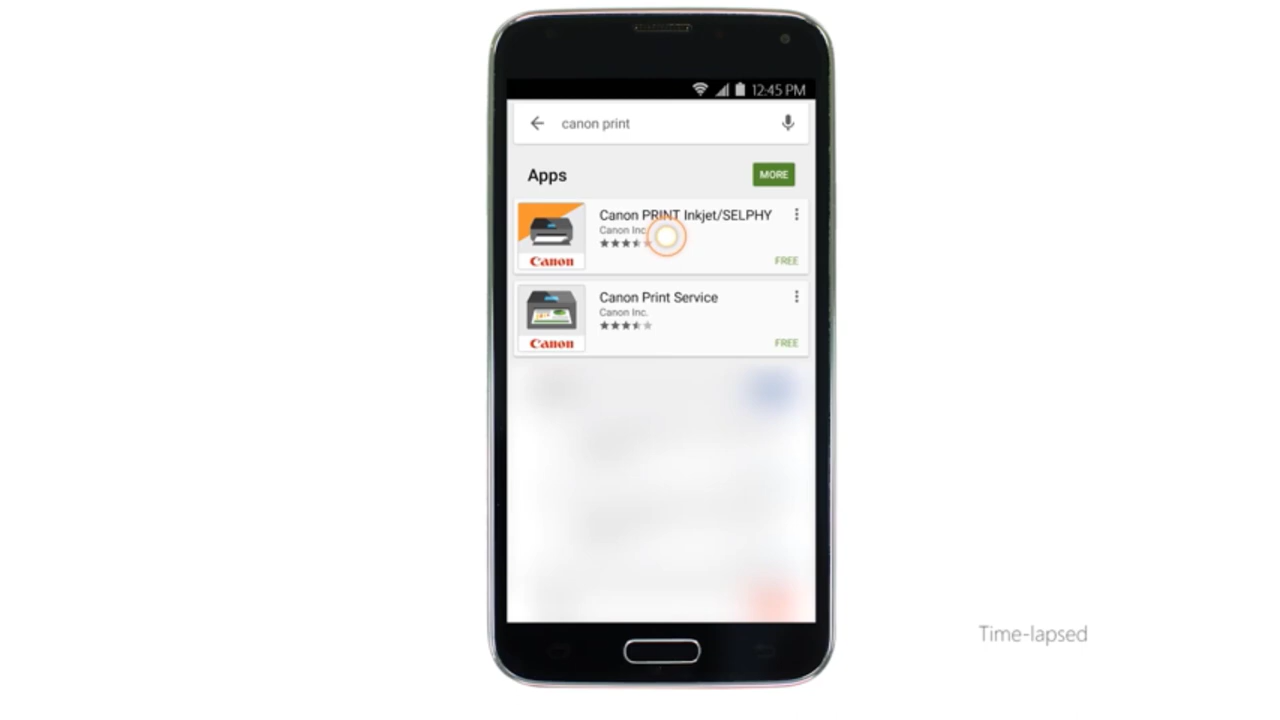 12:45 PM
canon print
Apps
MORE
Canon PRINT Inkjet/SELPHY
Canon Inc.
Canon
FREE
Canon Print Service
Canon Inc.
Canon
FREE
Time-lapsed